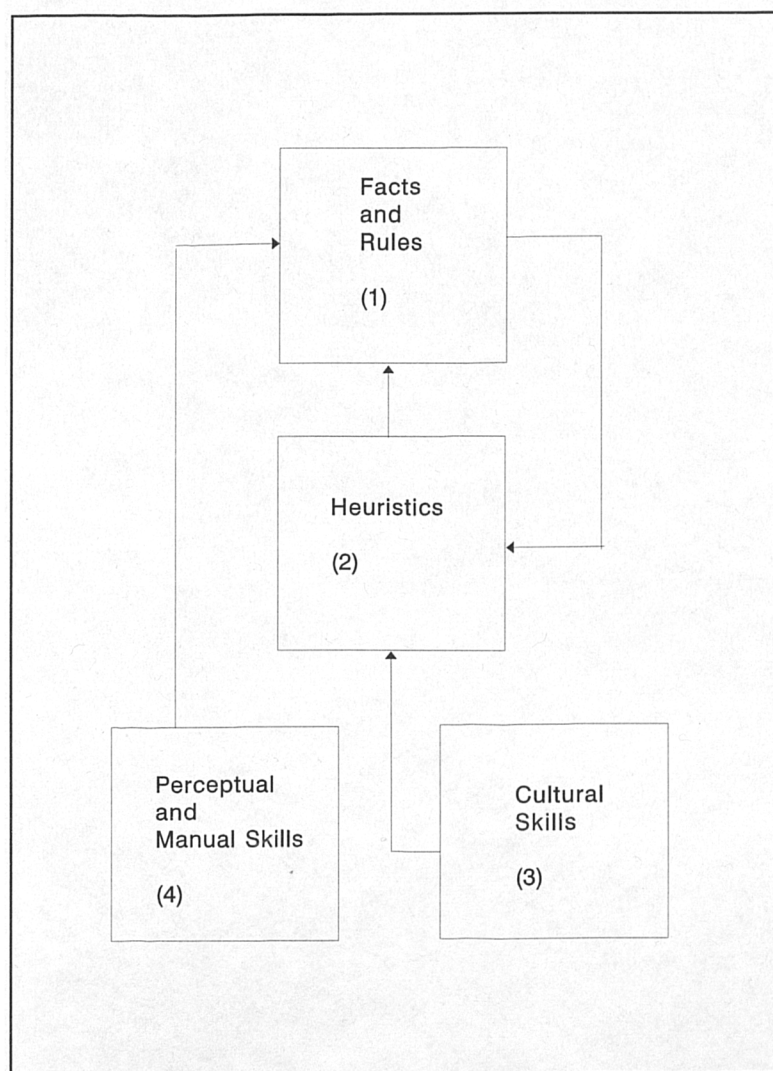 Facts
and
Rules
(1)
Heuristics
(2)
Perceptual
and
Manual Skills
(4)
Cultural
Skills
(3)